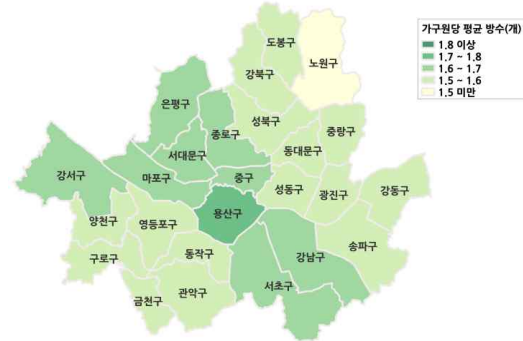 가구원당 평균 방수(개)
1.8 이상
1.7 ~ 1.8
1.6 ~ 1.7
1.5 ~ 1.6
1.5 미만
도봉구
노원구
강북구
은평구
성북구
중랑구
종로구
동대문구
서대문구
강서구
마포구
중구
성동구
광진구
강동구
용산구
양천구
영등포구
송파구
동작구
강남구
구로구
서초구
관악구
금천구